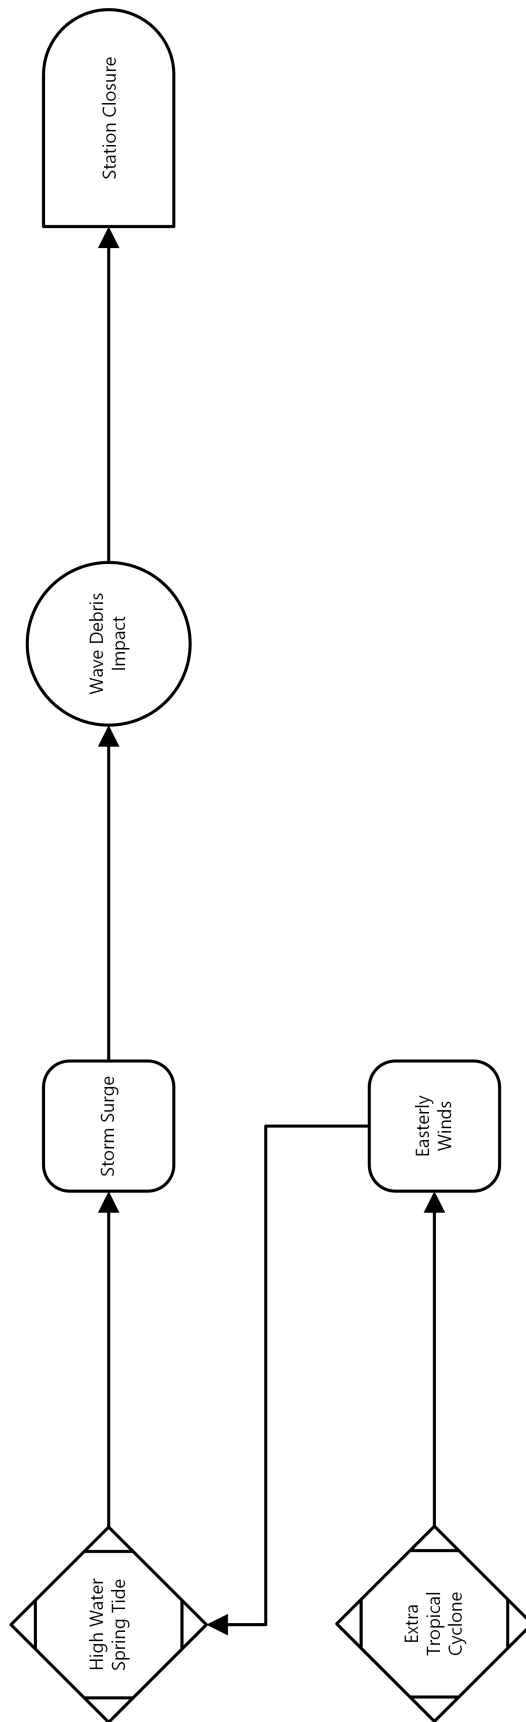 High Water
Spring Tide
Storm Surge
Wave Debris
Impact
Station Closure
Extra
Tropical
Cyclone
Easterly
Winds